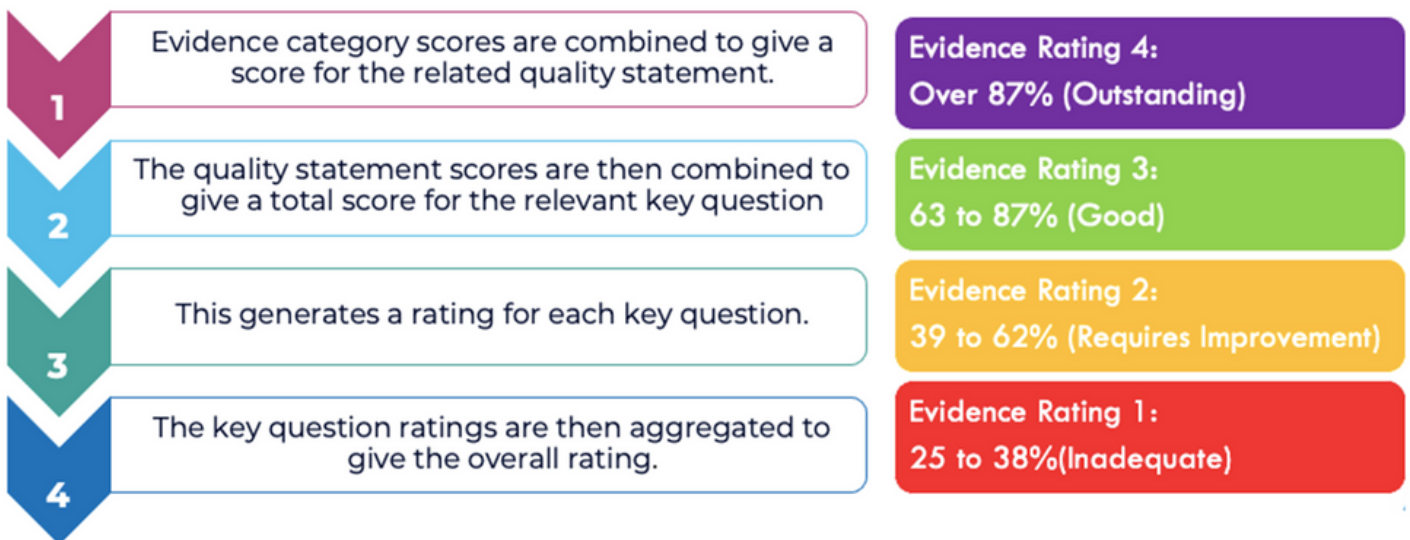 1
Evidence category scores are combined to give a
score for the related quality statement.
2
The quality statement scores are then combined to
give a total score for the relevant key question
3
This generates a rating for each key question.
4
The key question ratings are then aggregated to
give the overall rating.
Evidence Rating 4:
Over 87% (Outstanding)
Evidence Rating 3:
63 to 87% (Good)
Evidence Rating 2:
39 to 62% (Requires Improvement)
Evidence Rating 1:
25 to 38%(Inadequate)